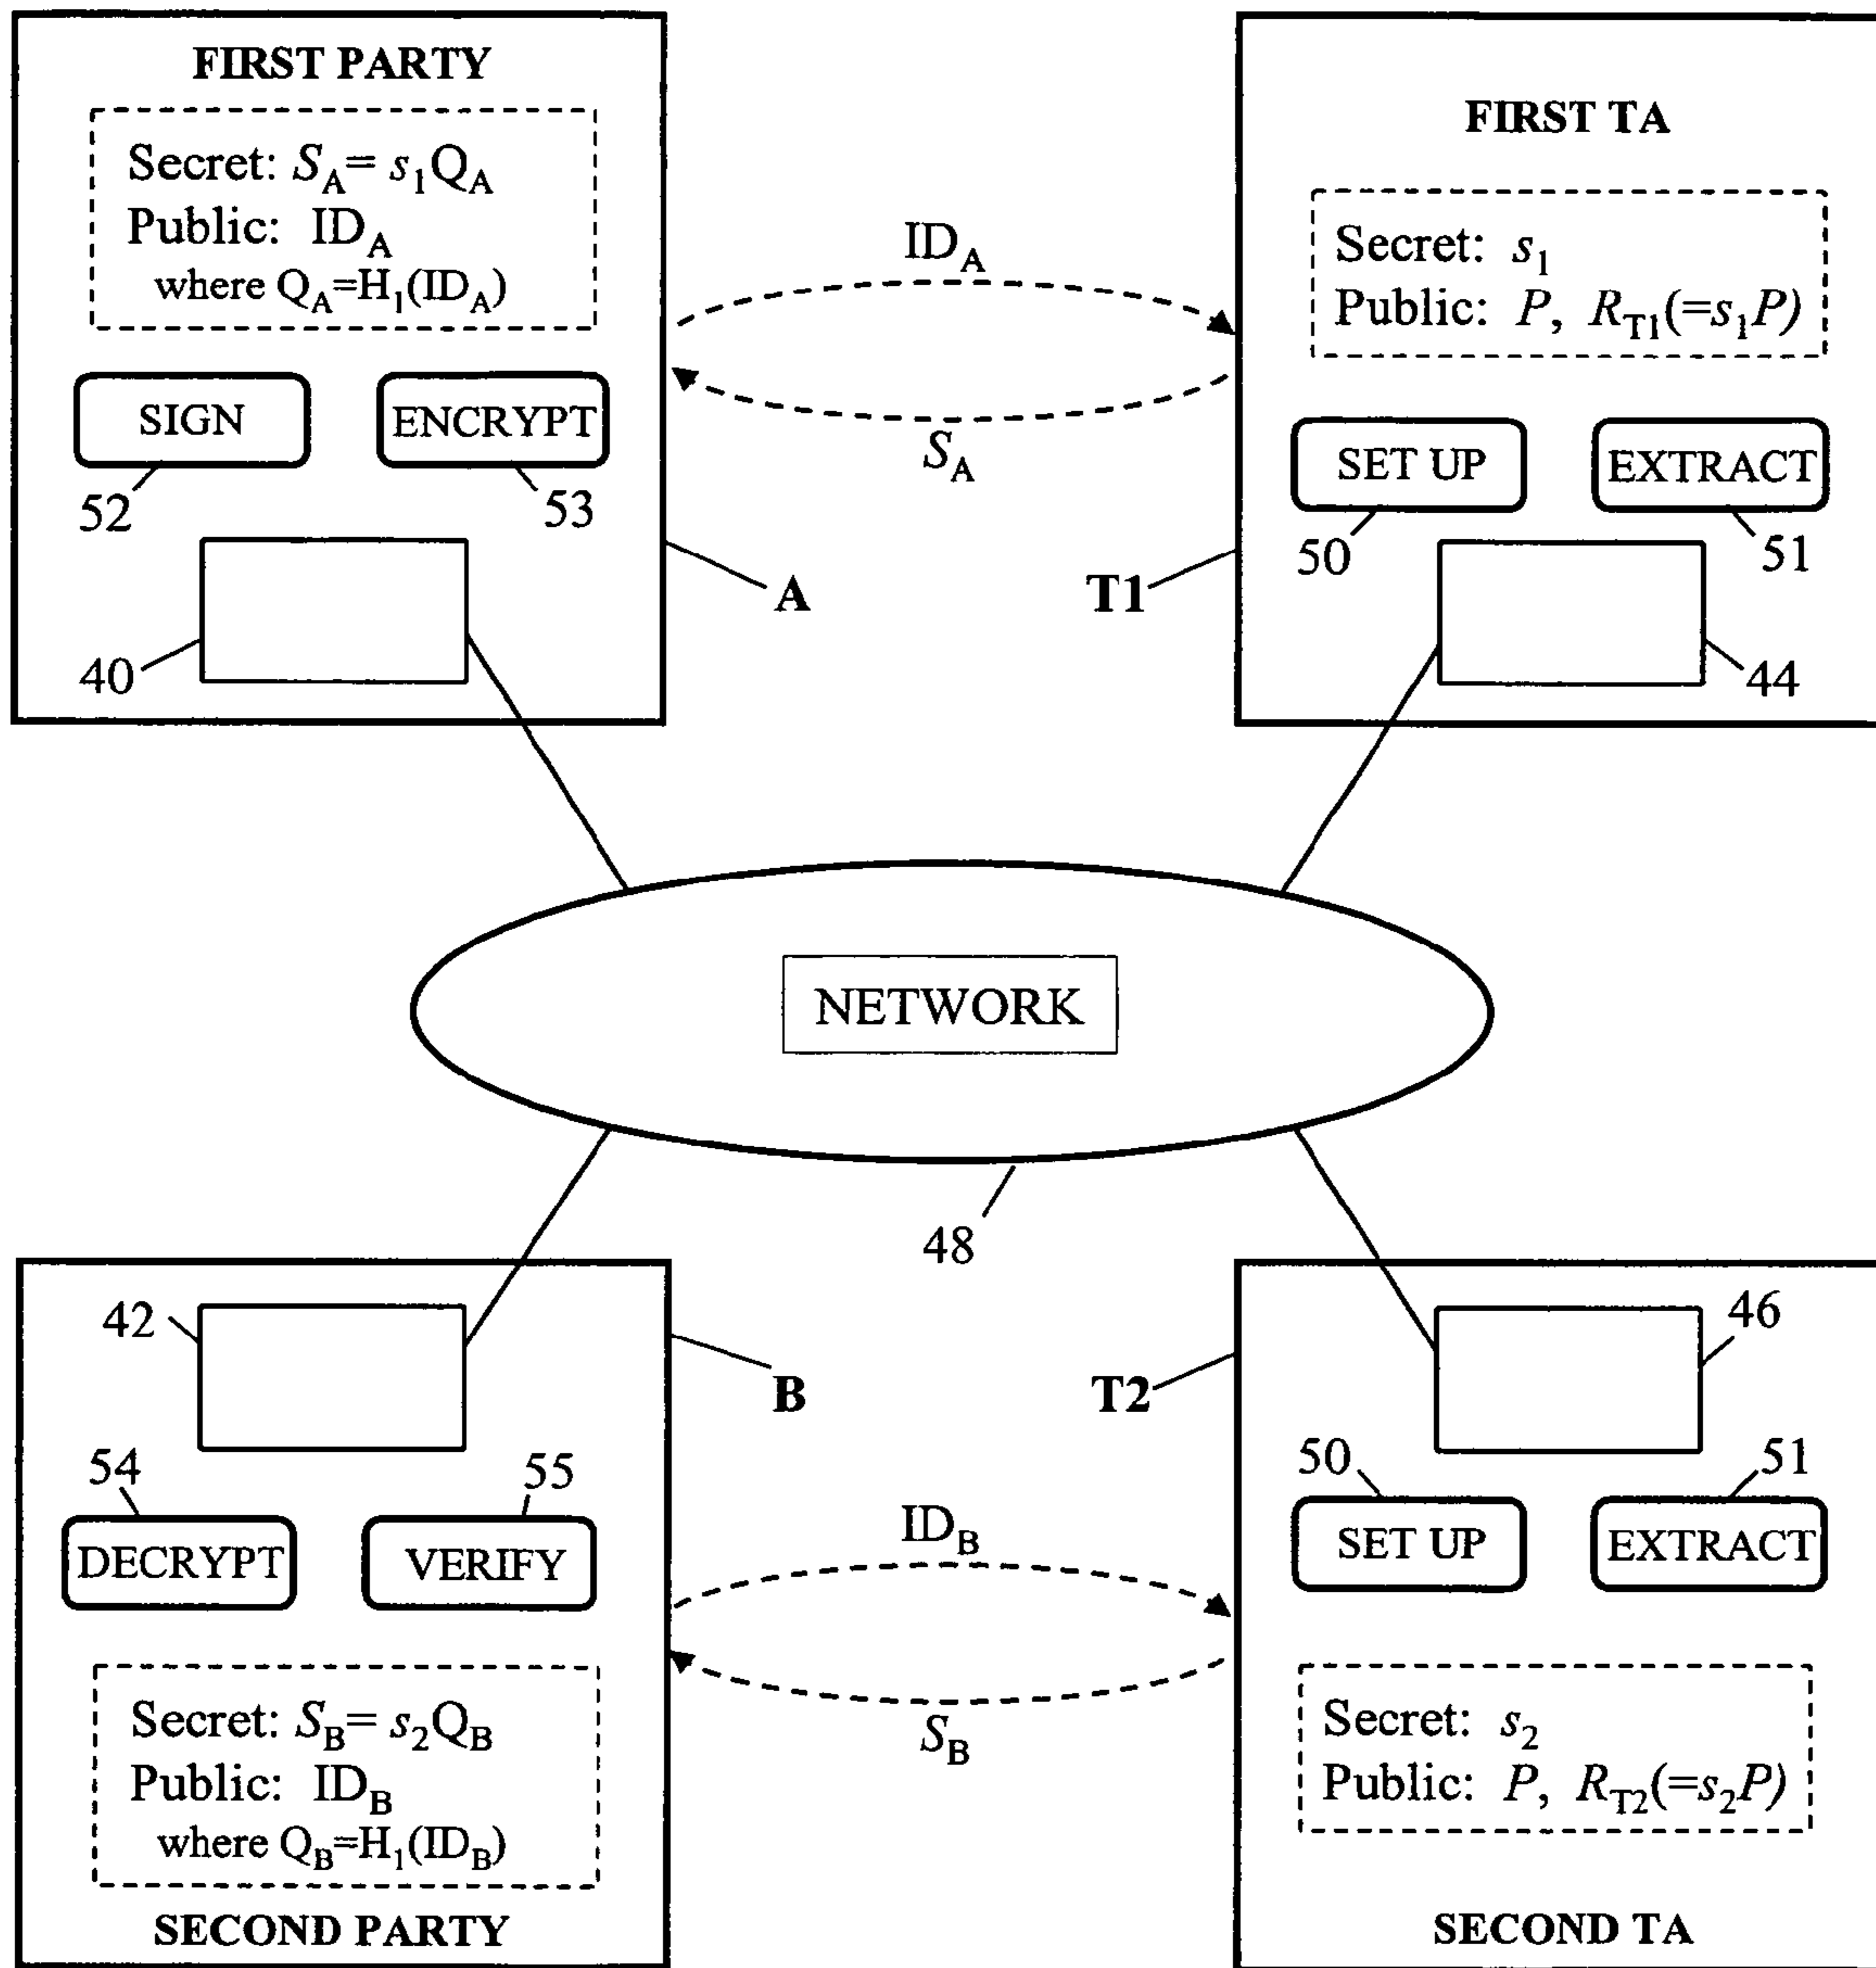 FIRST PARTY
Secret: S_A= s_1Q_A
Public: ID_A
where Q_A=H_1(ID_A)
SIGN
ENCRYPT
52
53
40
A
ID_A
S_A
FIRST TA
Secret: s_1
Public: P, R_T1(=s_1P)
SET UP
EXTRACT
50
51
T1
44
NETWORK
48
42
B
54
55
DECRYPT
VERIFY
Secret: S_B= s_2Q_B
Public: ID_B
where Q_B=H_1(ID_B)
SECOND PARTY
ID_B
S_B
46
T2
50
51
SET UP
EXTRACT
Secret: s_2
Public: P, R_T2(=s_2P)
SECOND TA